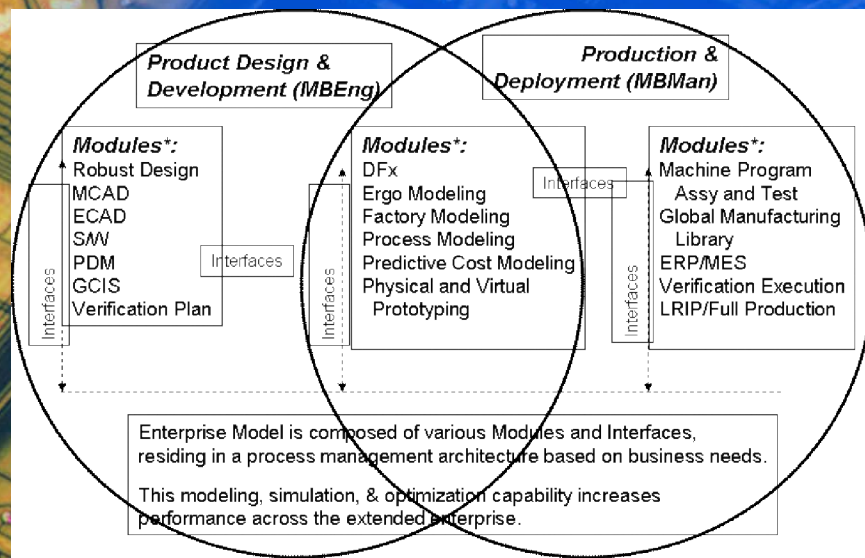 Product Design &
Development (MBEng)
Production &
Deployment (MBMan)
Modules*:
Robust Design
MCAD
ECAD
S/W
PDM
GCIS
Verification Plan
Interfaces
Interfaces
Modules*:
DFx
Ergo Modeling
Factory Modeling
Process Modeling
Predictive Cost Modeling
Physical and Virtual
Prototyping
Interfaces
Interfaces
Modules*:
Machine Program
Assy and Test
Global Manufacturing
Library
ERP/MES
Verification Execution
LRIP/Full Production
Interfaces
Enterprise Model is composed of various Modules and Interfaces,
residing in a process management architecture based on business needs.
This modeling, simulation, & optimization capability increases
performance across the extended enterprise.